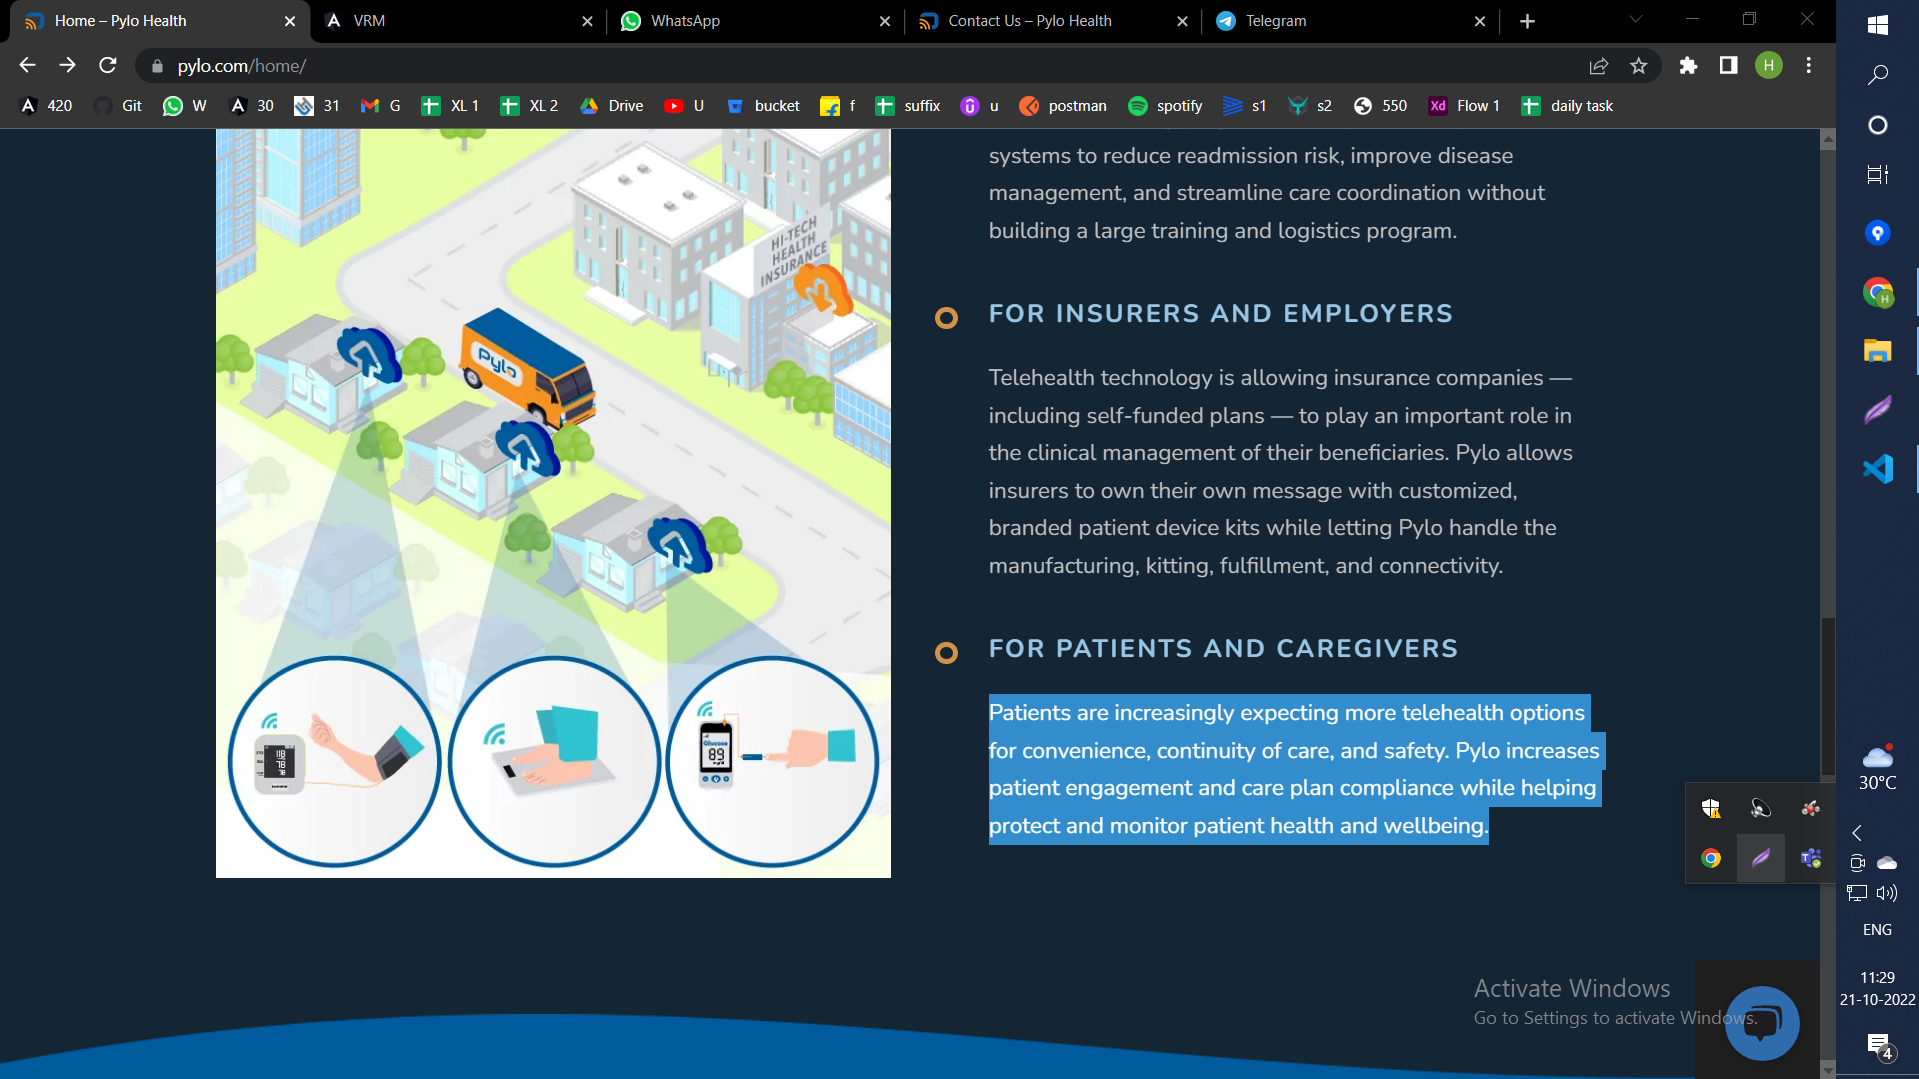 Home – Pylo Health
VRM
WhatsApp
Contact Us – Pylo Health
Telegram
pylo.com/home/
H
420
Git
W
30
31
G
XL 1
XL 2
Drive
U
bucket
f
suffix
u
postman
spotify
s1
s2
550
Xd
Flow 1
daily task
systems to reduce readmission risk, improve disease
management, and streamline care coordination without
building a large training and logistics program.
HI-TECH
HEALTH
INSURANCE
Pylo
FOR INSURERS AND EMPLOYERS
Telehealth technology is allowing insurance companies —
including self-funded plans — to play an important role in
the clinical management of their beneficiaries. Pylo allows
insurers to own their own message with customized,
branded patient device kits while letting Pylo handle the
manufacturing, kitting, fulfillment, and connectivity.
FOR PATIENTS AND CAREGIVERS
Patients are increasingly expecting more telehealth options
for convenience, continuity of care, and safety. Pylo increases
patient engagement and care plan compliance while helping
protect and monitor patient health and wellbeing.
118
78
78
Glucose
89
30°C
ENG
11:29
21-10-2022
4
Activate Windows
Go to Settings to activate Windows.